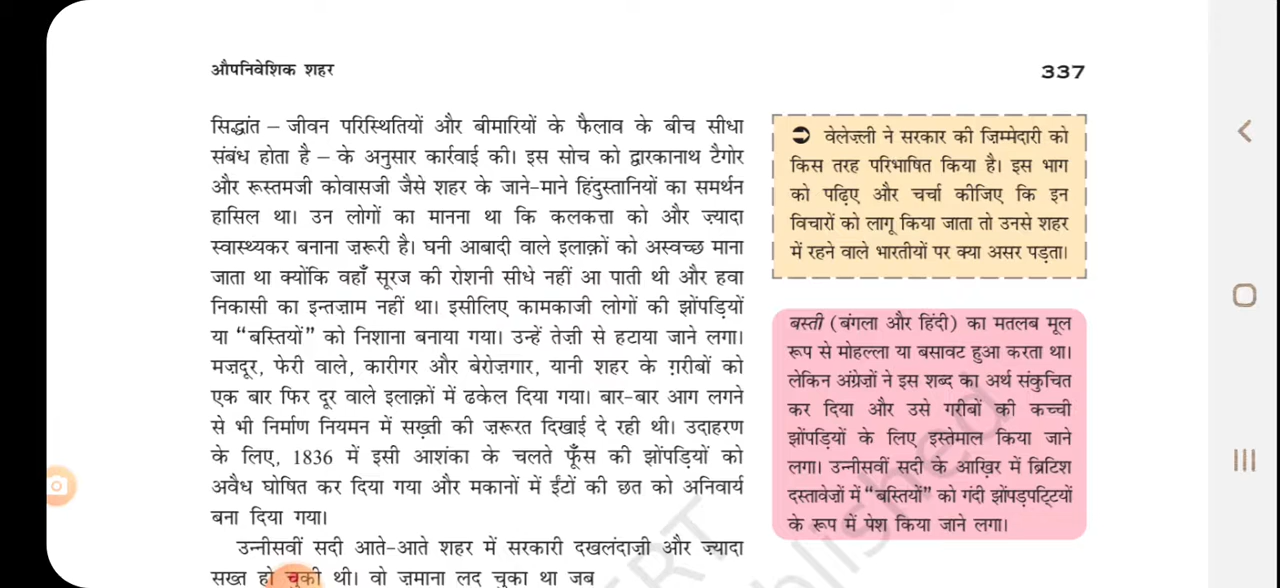 औपनिवेशिक शहर
337
सिद्धांत – जीवन परिस्थितियों और बीमारियों के फैलाव के बीच सीधा
संबंध होता है – के अनुसार कार्रवाई की। इस सोच को द्वारकानाथ टैगोर
और रूस्तमजी कोवासजी जैसे शहर के जाने-माने हिंदुस्तानियों का समर्थन
हासिल था। उन लोगों का मानना था कि कलकत्ता को और ज़्यादा
स्वास्थ्यकर बनाना ज़रूरी है। घनी आबादी वाले इलाक़ों को अस्वच्छ माना
जाता था क्योंकि वहाँ सूरज की रोशनी सीधे नहीं आ पाती थी और हवा
निकासी का इन्तज़ाम नहीं था। इसीलिए कामकाजी लोगों की झोंपड़ियों
या “बस्तियों” को निशाना बनाया गया। उन्हें तेज़ी से हटाया जाने लगा।
मज़दूर, फेरी वाले, कारीगर और बेरोज़गार, यानी शहर के ग़रीबों को
एक बार फिर दूर वाले इलाक़ों में ढकेल दिया गया। बार-बार आग लगने
से भी निर्माण नियमन में सख़्ती की ज़रूरत दिखाई दे रही थी। उदाहरण
के लिए, 1836 में इसी आशंका के चलते फूँस की झोंपड़ियों को
अवैध घोषित कर दिया गया और मकानों में ईंटों की छत को अनिवार्य
बना दिया गया।
उन्नीसवीं सदी आते-आते शहर में सरकारी दखलंदाज़ी और ज़्यादा
सख्त हो चुकी थी। वो ज़माना लद चुका था जब
वेलेज़्ली ने सरकार की ज़िम्मेदारी को
किस तरह परिभाषित किया है। इस भाग
को पढ़िए और चर्चा कीजिए कि इन
विचारों को लागू किया जाता तो उनसे शहर
में रहने वाले भारतीयों पर क्या असर पड़ता।
बस्ती (बंगला और हिंदी) का मतलब मूल
रूप से मोहल्ला या बसावट हुआ करता था।
लेकिन अंग्रेज़ों ने इस शब्द का अर्थ संकुचित
कर दिया और उसे गरीबों की कच्ची
झोंपड़ियों के लिए इस्तेमाल किया जाने
लगा। उन्नीसवीं सदी के आख़िर में ब्रिटिश
दस्तावेज़ों में “बस्तियों” को गंदी झोंपड़पट्टियों
के रूप में पेश किया जाने लगा।